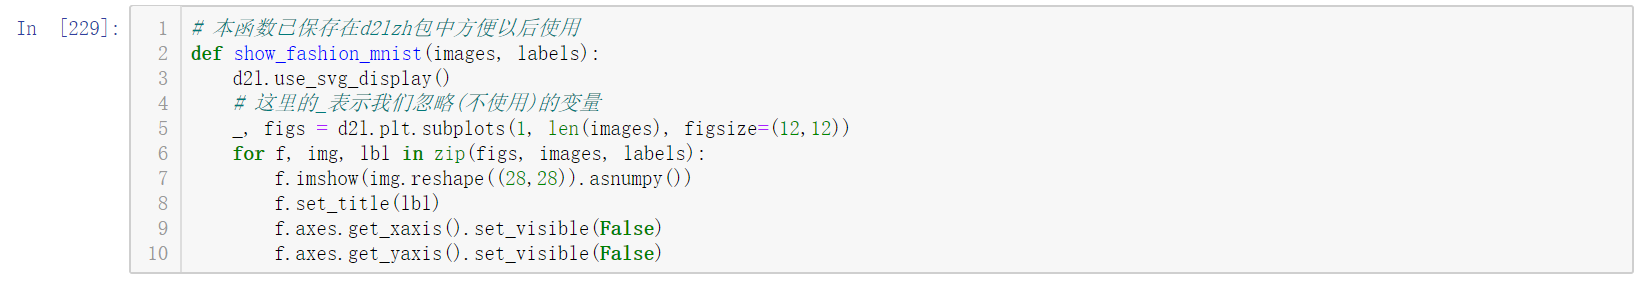 In [229]:
1 # 本函数已保存在d2lzh包中方便以后使用
2 def show_fashion_mnist(images, labels):
3     d2l.use_svg_display()
4     # 这里的_表示我们忽略(不使用)的变量
5     _, figs = d2l.plt.subplots(1, len(images), figsize=(12,12))
6     for f, img, lbl in zip(figs, images, labels):
7         f.imshow(img.reshape((28,28)).asnumpy())
8         f.set_title(lbl)
9         f.axes.get_xaxis().set_visible(False)
10         f.axes.get_yaxis().set_visible(False)